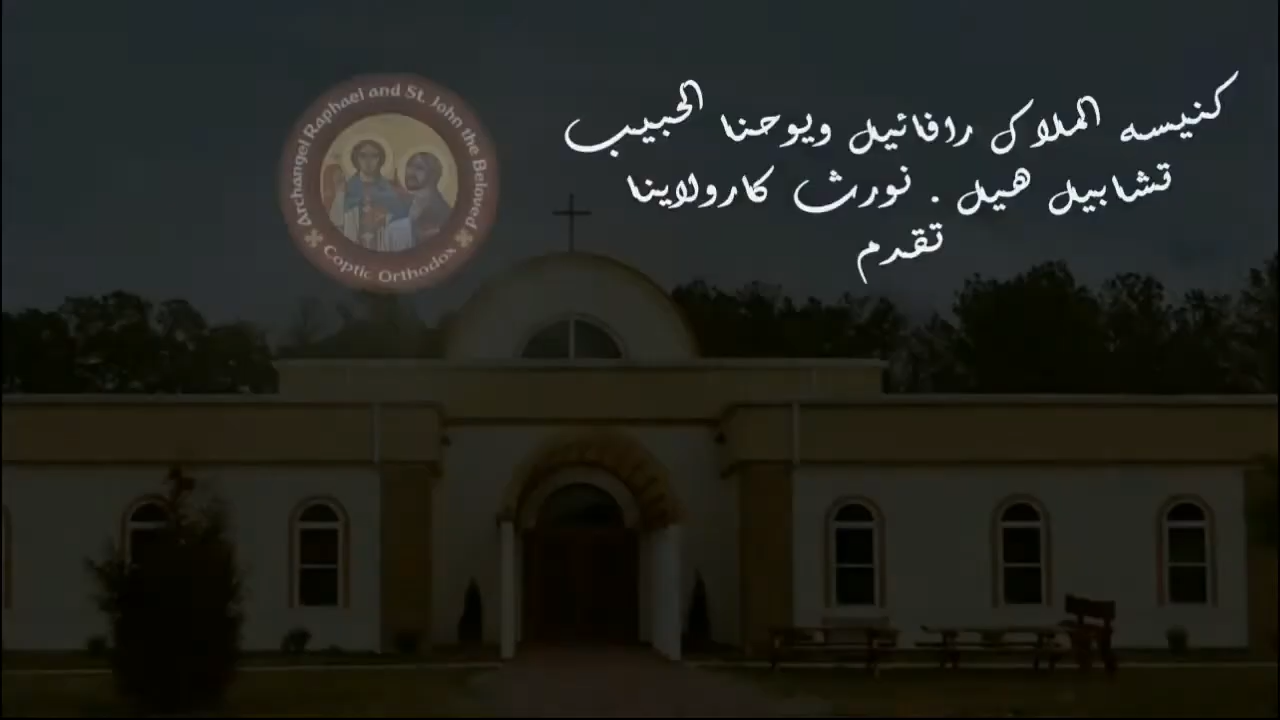 Archangel Raphael and St. John the Beloved
Coptic Orthodox
كنيسه الملاك رافائيل ويوحنا الحبيب
تشابيل هيل . نورث كارولاينا
تقدم